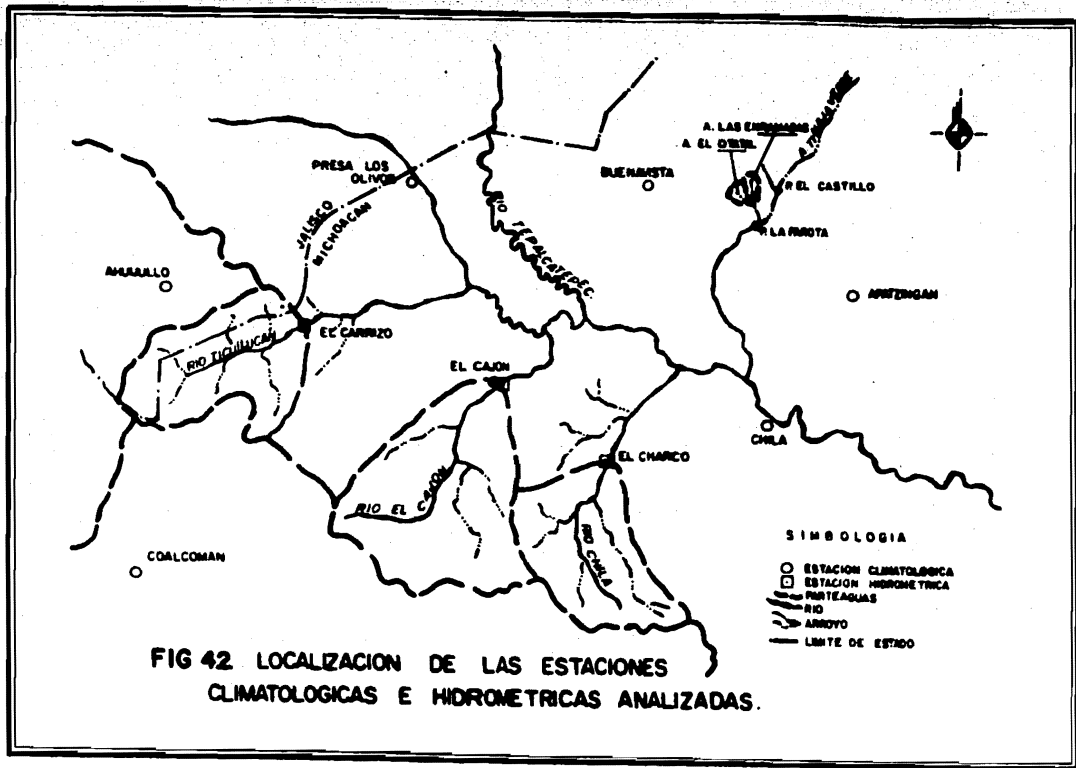 A. LAS ENRAMADAS
A. EL OTATAL
PRESA LOS
OLIVOS
BUENAVISTA
P. EL CASTILLO
RIO TEPALCATEPEC
JALISCO
MICHOACAN
P. LA PAROTA
AHUIJULLO
APATZINGAN
EL CARRIZO
RIO TICUILUCAN
EL CAJON
CHILA
EL CHARCO
RIO EL CAJON
RIO CHILA
COALCOMAN
SIMBOLOGIA
ESTACION CLIMATOLOGICA
ESTACION HIDROMETRICA
PARTEAGUAS
RIO
ARROYO
LIMITE DE ESTADO
FIG 42 LOCALIZACION DE LAS ESTACIONES
CLIMATOLOGICAS E HIDROMETRICAS ANALIZADAS.